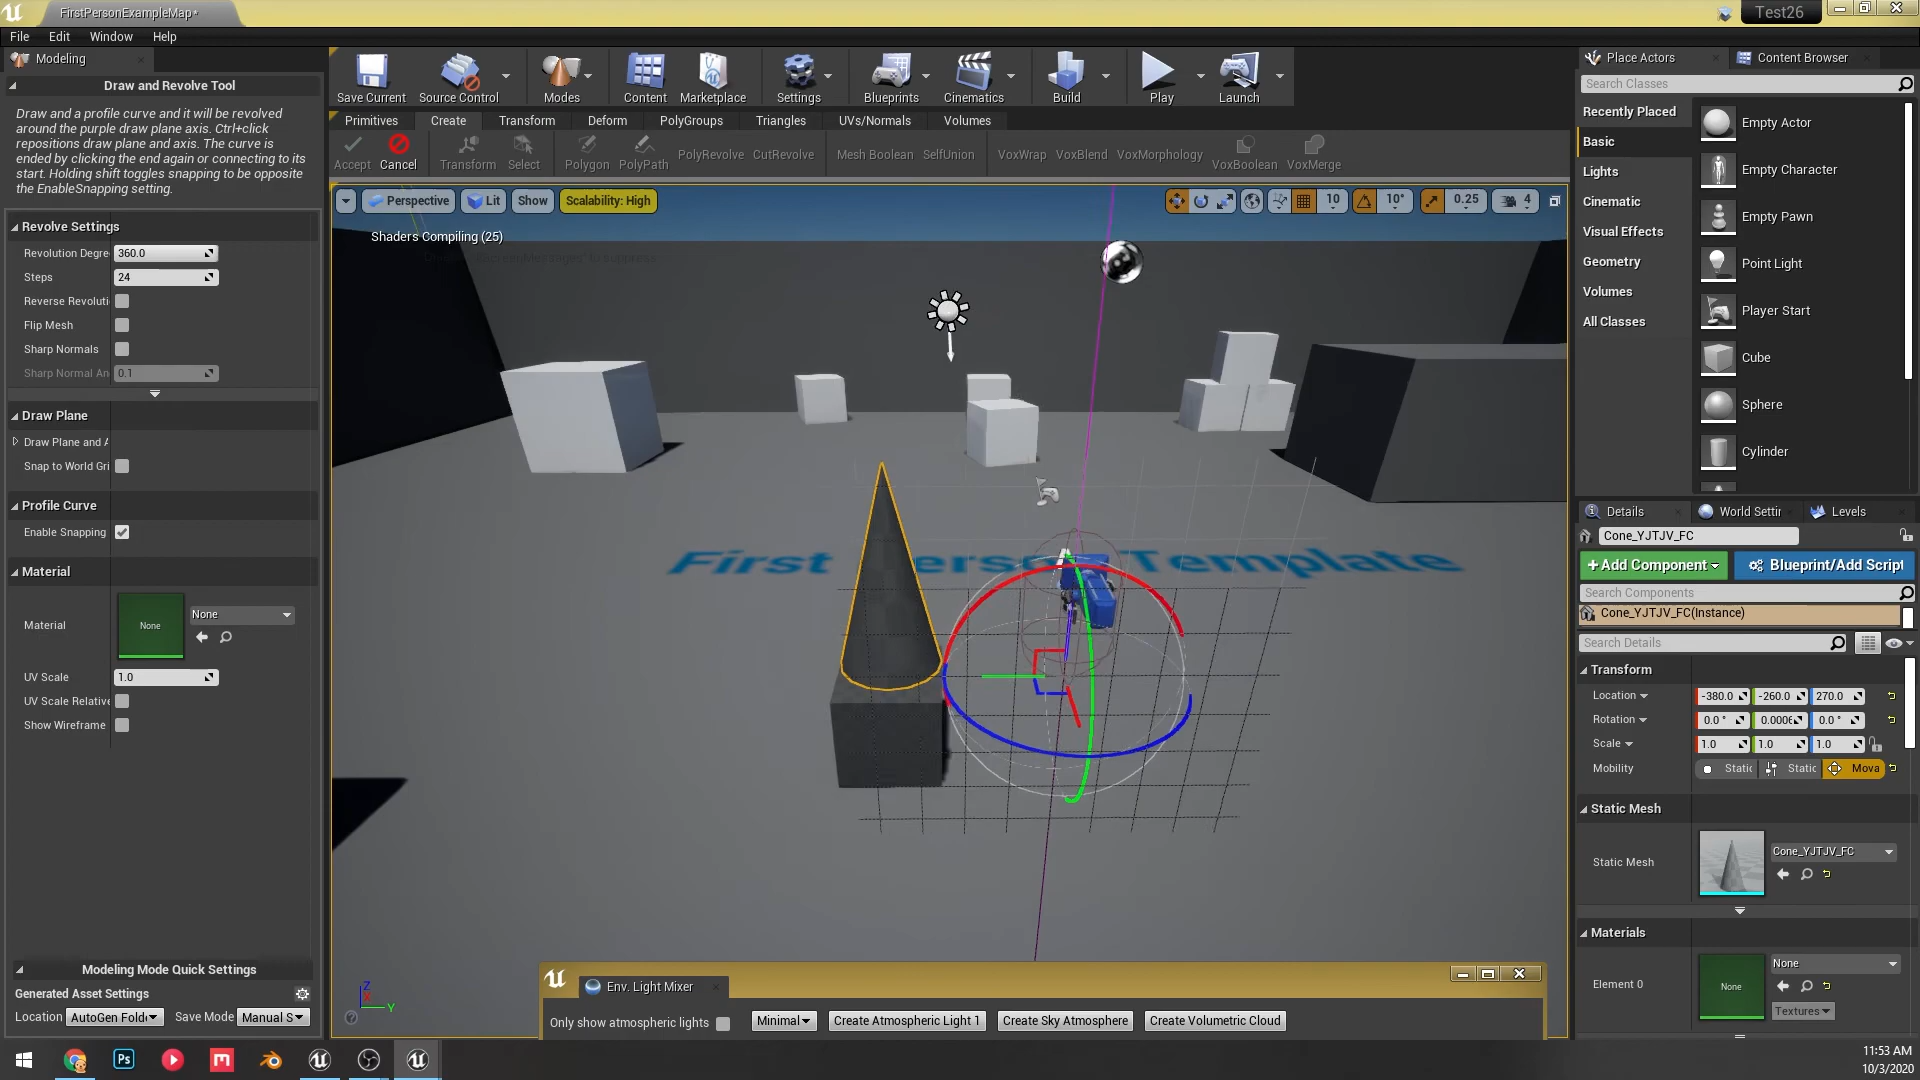 FirstPersonExampleMap*
Test26
File Edit Window Help
Modeling
Draw and Revolve Tool
Draw and a profile curve and it will be revolved
around the purple draw plane axis. Ctrl+click
repositions draw plane and axis. The curve is
ended by clicking the end again or connecting to its
start. Holding shift toggles snapping to be opposite
the EnableSnapping setting.
Revolve Settings
Revolution Degre 360.0
Steps 24
Reverse Revoluti
Flip Mesh
Sharp Normals
Sharp Normal An 0.1
Draw Plane
Draw Plane and A
Snap to World Gri
Profile Curve
Enable Snapping
Material
Material None None
UV Scale 1.0
UV Scale Relative
Show Wireframe
Modeling Mode Quick Settings
Generated Asset Settings
Location AutoGen Folde Save Mode Manual S
Save Current Source Control Modes Content Marketplace Settings Blueprints Cinematics Build Play Launch
Primitives Create Transform Deform PolyGroups Triangles UVs/Normals Volumes
Accept Cancel Transform Select Polygon PolyPath PolyRevolve CutRevolve Mesh Boolean SelfUnion VoxWrap VoxBlend VoxMorphology VoxBoolean VoxMerge
Perspective Lit Show Scalability: High 10 10° 0.25 4
Shaders Compiling (25)
First Person Template
Z
X
Y
Env. Light Mixer
Only show atmospheric lights Minimal Create Atmospheric Light 1 Create Sky Atmosphere Create Volumetric Cloud
Place Actors Content Browser
Search Classes
Recently Placed
Basic
Lights
Cinematic
Visual Effects
Geometry
Volumes
All Classes
Empty Actor
Empty Character
Empty Pawn
Point Light
Player Start
Cube
Sphere
Cylinder
Details World Settin Levels
Cone_YJTJV_FC
+Add Component Blueprint/Add Script
Search Components
Cone_YJTJV_FC(Instance)
Search Details
Transform
Location -380.0 -260.0 270.0
Rotation 0.0 ° 0.0 °
Scale 1.0 1.0 1.0
Mobility Static Static Mova
Static Mesh
Static Mesh Cone_YJTJV_FC
Materials
Element 0 None None
Textures
Ps
11:53 AM
10/3/2020